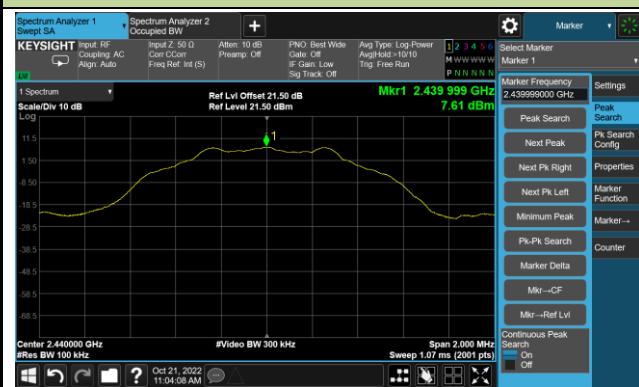 Spectrum Analyzer 1
Swept SA
Spectrum Analyzer 2
Occupied BW
+
Marker
KEYSIGHT
Input: RF
Coupling: AC
Align: Auto
Input Z: 50 Ω
Corr CCorr
Freq Ref: Int (S)
Atten: 10 dB
Preamp: Off
PNO: Best Wide
Gate: Off
IF Gain: Low
Sig Track: Off
Avg Type: Log-Power
Avg|Hold:>10/10
Trig: Free Run
1 2 3 4 5 6
M W W W W W
P N N N N N
LVI
Select Marker
Marker 1
1 Spectrum
Scale/Div 10 dB
Log
Ref Lvl Offset 21.50 dB
Ref Level 21.50 dBm
Mkr1 2.439 999 GHz
7.61 dBm
1
11.5
1.50
-8.50
-18.5
-28.5
-38.5
-48.5
-58.5
-68.5
Center 2.440000 GHz
#Res BW 100 kHz
#Video BW 300 kHz
Span 2.000 MHz
Sweep 1.07 ms (2001 pts)
Marker Frequency
2.439999000 GHz
Peak Search
Next Peak
Next Pk Right
Next Pk Left
Minimum Peak
Pk-Pk Search
Marker Delta
Mkr→CF
Mkr→Ref Lvl
Continuous Peak
Search
On
Off
Settings
Peak
Search
Pk Search
Config
Properties
Marker
Function
Marker→
Counter
?
Oct 21, 2022
11:04:08 AM